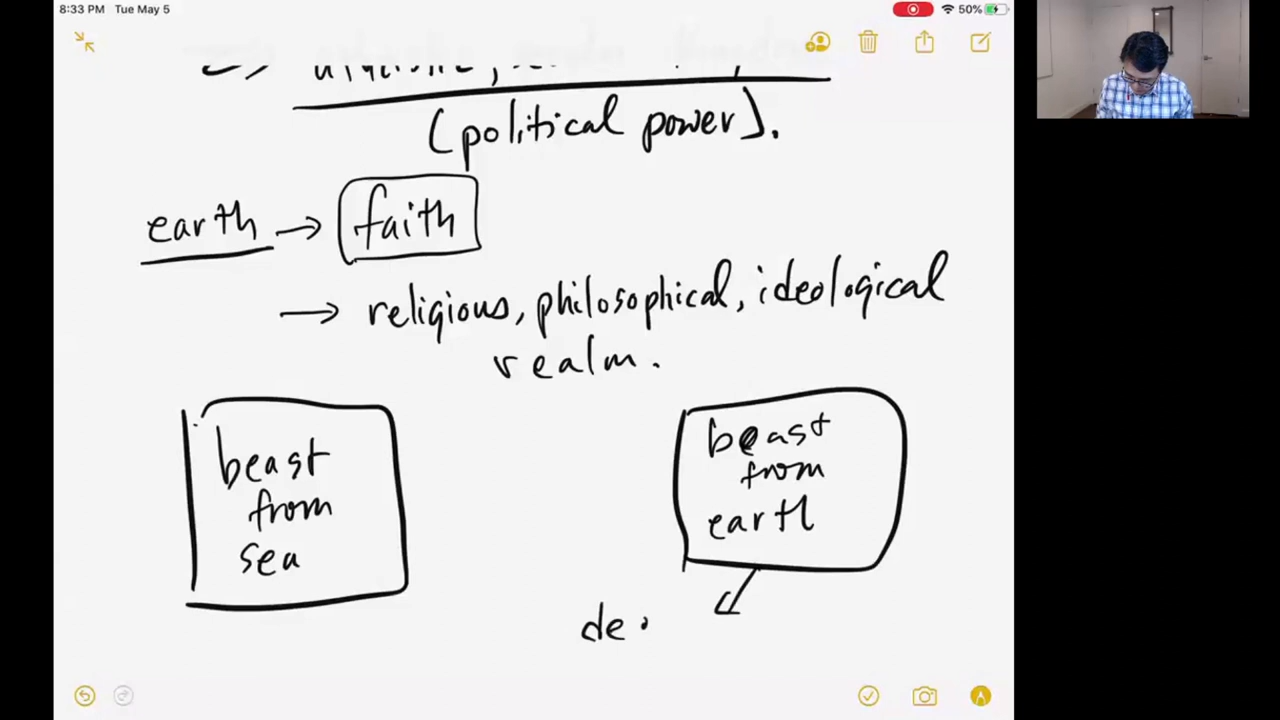 8:33 PM Tue May 5
50%
(political power).
earth → faith
→ religious, philosophical, ideological
realm.
beast
from
sea
beast
from
earth
de